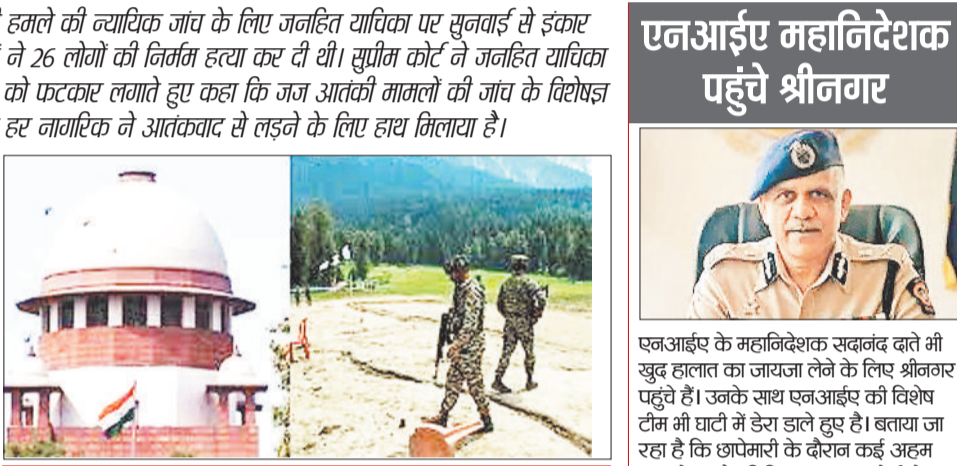 हमले की न्यायिक जांच के लिए जनहित याचिका पर सुनवाई से इंकार
ने 26 लोगों की निर्मम हत्या कर दी थी। सुप्रीम कोर्ट ने जनहित याचिका
को फटकार लगाते हुए कहा कि जज आतंकी मामलों की जांच के विशेषज्ञ
हर नागरिक ने आतंकवाद से लड़ने के लिए हाथ मिलाया है।
एनआईए महानिदेशक
पहुंचे श्रीनगर
एनआईए के महानिदेशक सदानंद दाते भी
खुद हालात का जायजा लेने के लिए श्रीनगर
पहुंचे हैं। उनके साथ एनआईए की विशेष
टीम भी घाटी में डेरा डाले हुए है। बताया जा
रहा है कि छापेमारी के दौरान कई अहम